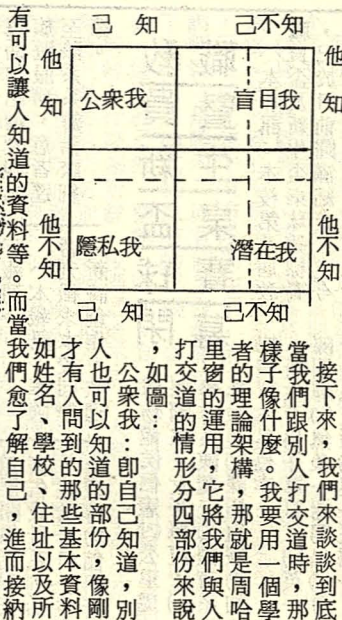 己 知
己不知
他 知
他 知
公衆我
盲目我
隱私我
潛在我
他不知
他不知
己 知
己不知
接下來，我們來談談到底
當我們跟別人打交道時，那
樣子像什麼。我要用一個學
者的理論架構，那就是周哈
里窗的運用，它將我們與人
打交道的情形分四部份來說
，如圖：
公衆我：卽自己知道，別
人也可以知道的部份，像剛
才有人問到的那些基本資料
如姓名、學校、住址以及所
有可以讓人知道的資料等。而當我們愈了解自己，進而接納